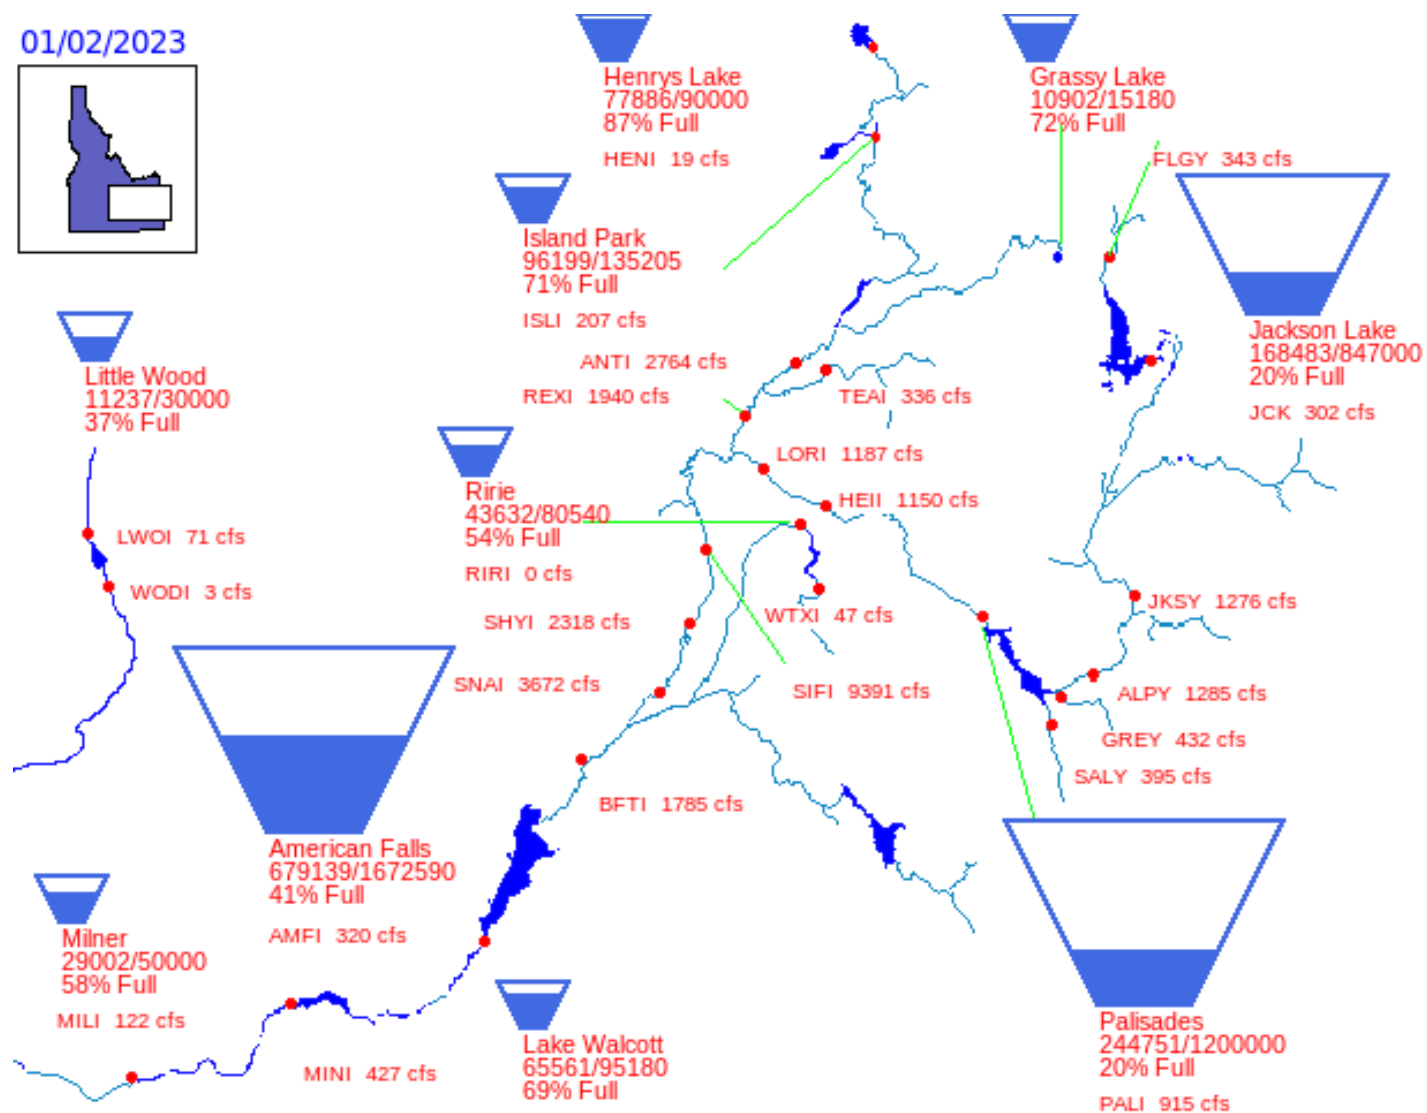 01/02/2023
Henrys Lake
77886/90000
87% Full
HENI 19 cfs
Grassy Lake
10902/15180
72% Full
FLGY 343 cfs
Island Park
96199/135205
71% Full
ISLI 207 cfs
Jackson Lake
168483/847000
20% Full
JCK 302 cfs
Little Wood
11237/30000
37% Full
ANTI 2764 cfs
REXI 1940 cfs
TEAI 336 cfs
LORI 1187 cfs
HEII 1150 cfs
Ririe
43632/80540
54% Full
RIRI 0 cfs
LWOI 71 cfs
WODI 3 cfs
SHYI 2318 cfs
WTXI 47 cfs
JKSY 1276 cfs
SNAI 3672 cfs
SIFI 9391 cfs
ALPY 1285 cfs
GREY 432 cfs
SALY 395 cfs
BFTI 1785 cfs
American Falls
679139/1672590
41% Full
AMFI 320 cfs
Milner
29002/50000
58% Full
MILI 122 cfs
MINI 427 cfs
Lake Walcott
65561/95180
69% Full
Palisades
244751/1200000
20% Full
PALI 915 cfs